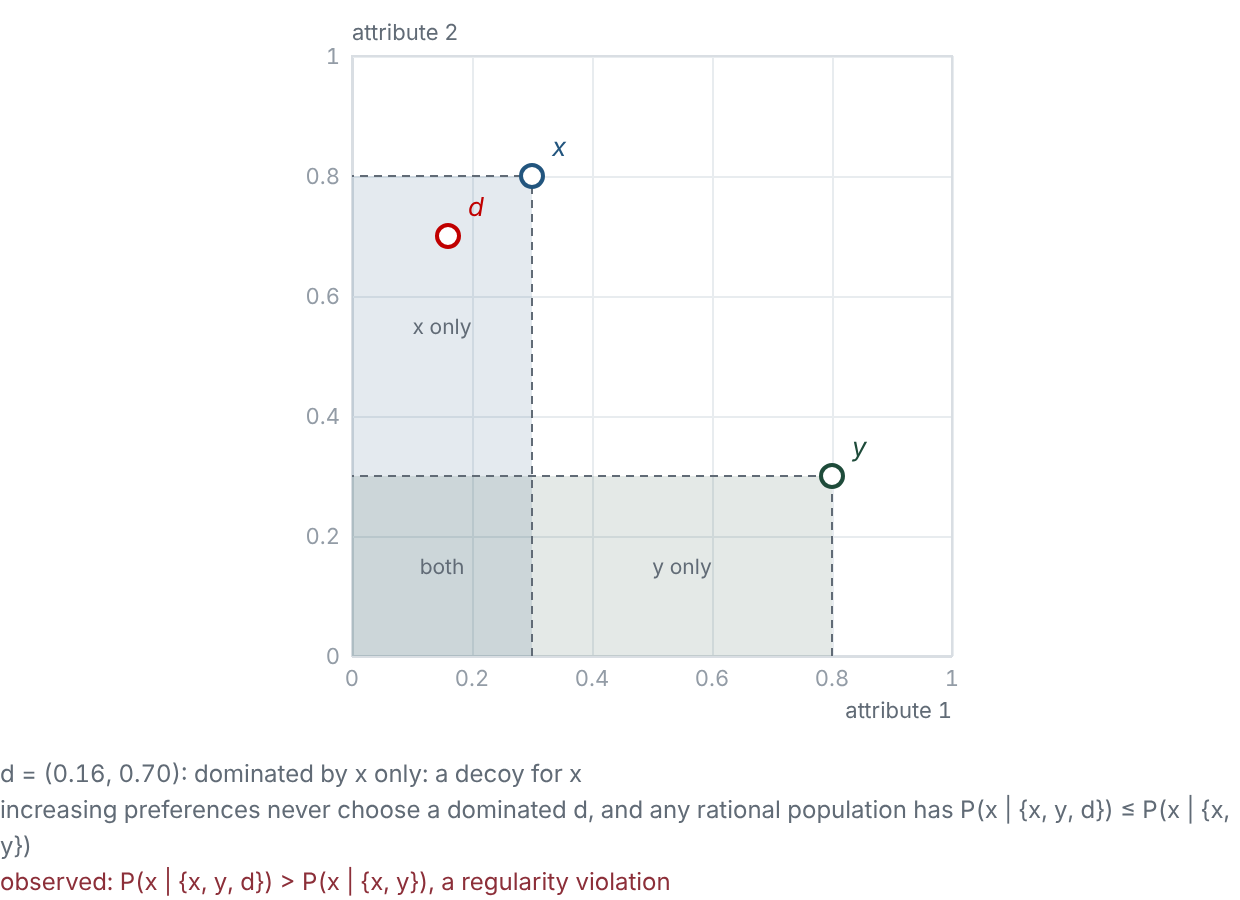 attribute 2
1
x
0.8
d
0.6
x only
0.4
y
0.2
both
y only
0
0
0.2
0.4
0.6
0.8
1
attribute 1
d = (0.16, 0.70): dominated by x only: a decoy for x
increasing preferences never choose a dominated d, and any rational population has P(x | {x, y, d}) ≤ P(x | {x,
y})
observed: P(x | {x, y, d}) > P(x | {x, y}), a regularity violation